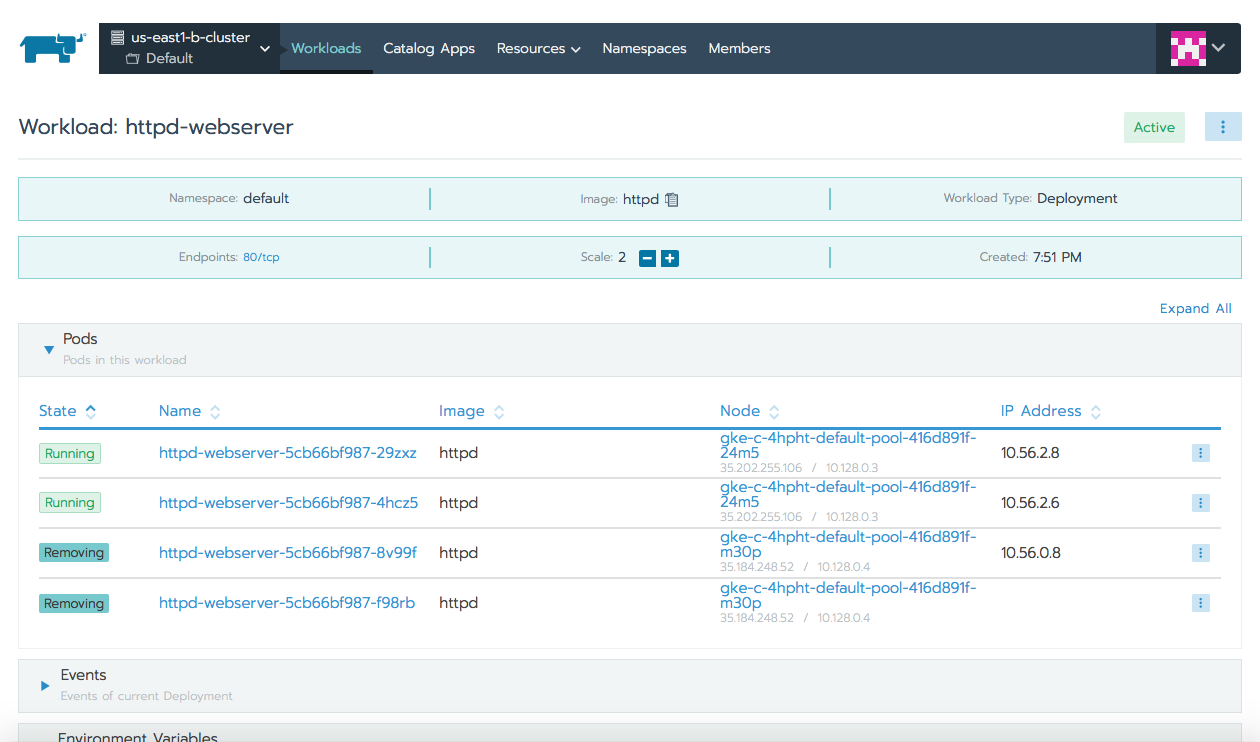 us-east1-b-cluster
Default
Workloads Catalog Apps Resources Namespaces Members
Workload: httpd-webserver
Active
Namespace: default Image: httpd Workload Type: Deployment
Endpoints: 80/tcp Scale: 2 Created: 7:51 PM
Expand All
Pods
Pods in this workload
State Name Image Node IP Address
Running httpd-webserver-5cb66bf987-29zxz httpd gke-c-4hpht-default-pool-416d891f- 10.56.2.8
24m5
35.202.255.106 / 10.128.0.3
Running httpd-webserver-5cb66bf987-4hcz5 httpd gke-c-4hpht-default-pool-416d891f- 10.56.2.6
24m5
35.202.255.106 / 10.128.0.3
Removing httpd-webserver-5cb66bf987-8v99f httpd gke-c-4hpht-default-pool-416d891f- 10.56.0.8
m30p
35.184.248.52 / 10.128.0.4
Removing httpd-webserver-5cb66bf987-f98rb httpd gke-c-4hpht-default-pool-416d891f-
m30p
35.184.248.52 / 10.128.0.4
Events
Events of current Deployment
Environment Variables